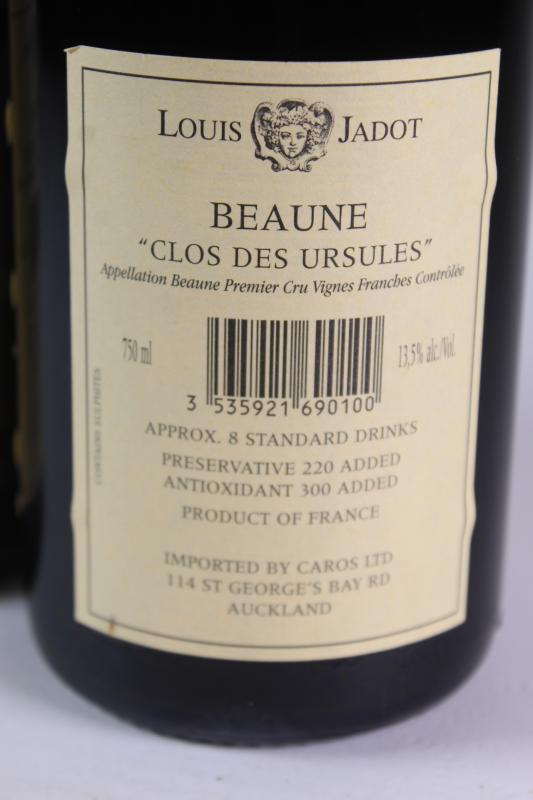 LOUIS JADOT
BEAUNE
"CLOS DES URSULES"
Appellation Beaune Premier Cru Vignes Franches Contrôlée
750 ml
13,5% alc./Vol.
3 535921 690100
CONTAINS SULPHITES
APPROX. 8 STANDARD DRINKS
PRESERVATIVE 220 ADDED
ANTIOXIDANT 300 ADDED
PRODUCT OF FRANCE
IMPORTED BY CAROS LTD
114 ST GEORGE'S BAY RD
AUCKLAND